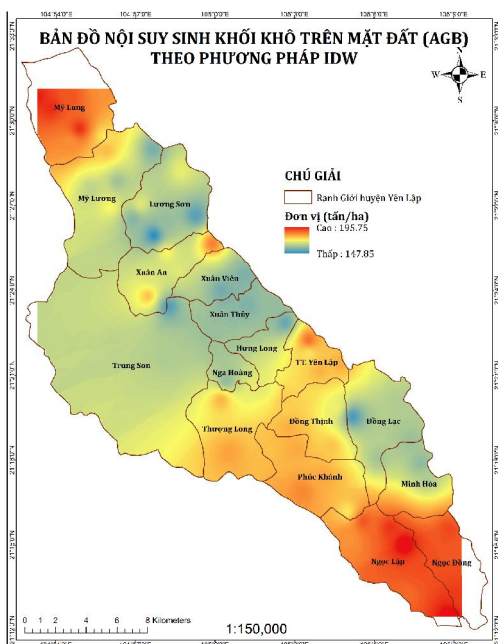 BẢN ĐỒ NỘI SUY SINH KHỐI KHÔ TRÊN MẶT ĐẤT (AGB)
THEO PHƯƠNG PHÁP IDW
N
W E
S
Mỹ Lung
Mỹ Lương
Lương Sơn
CHÚ GIẢI
Ranh Giới huyện Yên Lập
Đơn vị (tấn/ha)
Cao : 195.75
Thấp : 147.85
Xuân An
Xuân Viên
Xuân Thủy
Hưng Long
Trung Sơn
TT. Yên Lập
Nga Hoàng
Thượng Long
Đồng Thịnh
Đồng Lạc
Phúc Khánh
Minh Hòa
Ngọc Lập
Ngọc Đồng
0 1 2 4 6 8 Kilometers
1:150,000